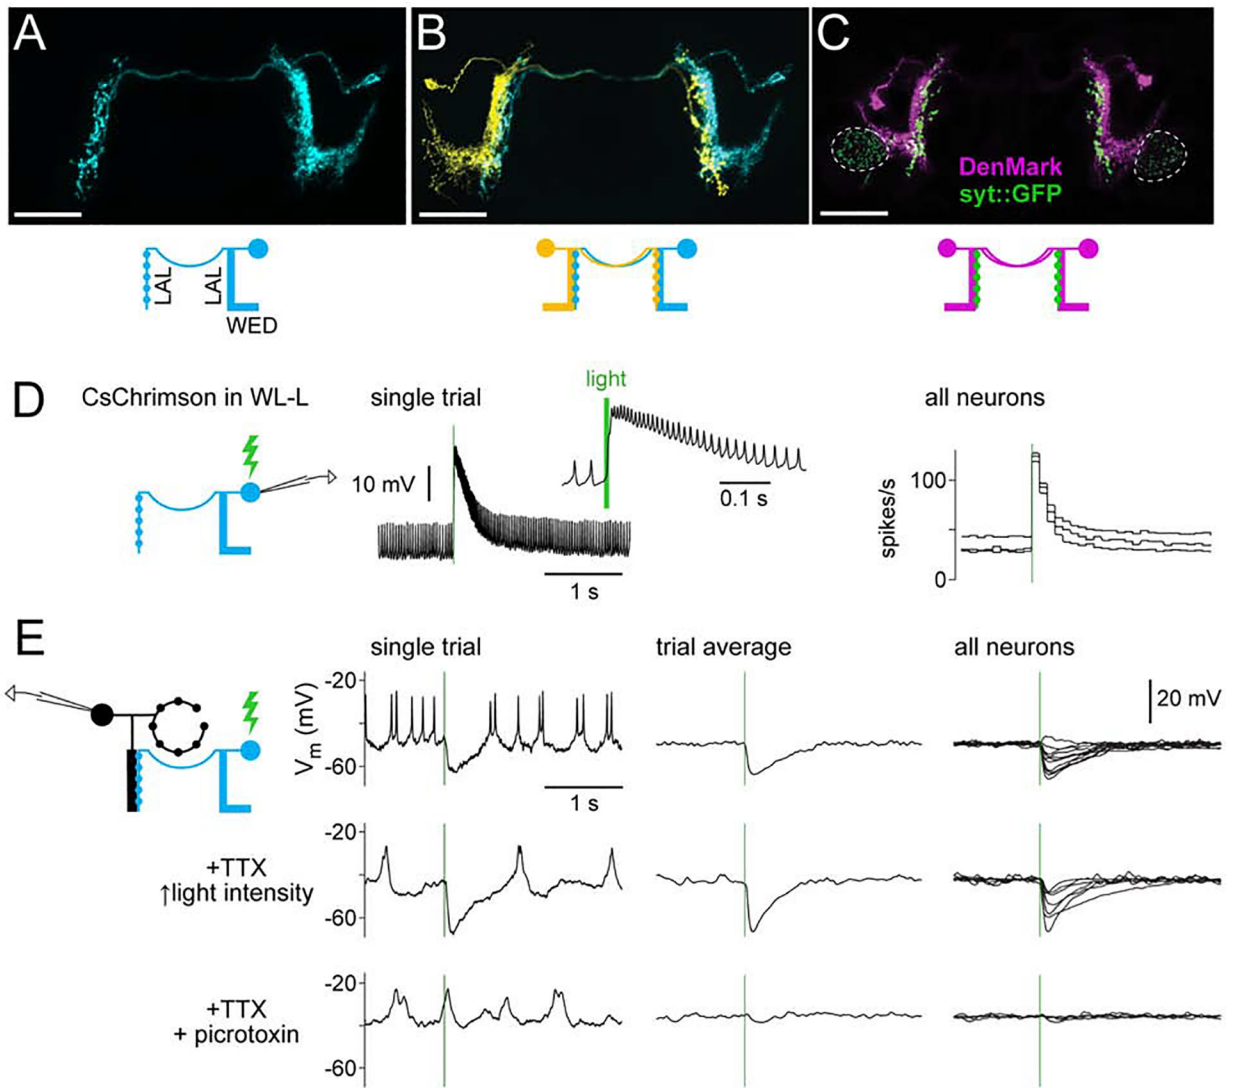 A
B
C
DenMark
syt::GFP
LAL
LAL
WED
D
CsChrimson in WL-L
single trial
light
all neurons
10 mV
0.1 s
1 s
spikes/s
100
0
E
single trial
trial average
all neurons
20 mV
Vm (mV)
-20
-60
1 s
+TTX
↑light intensity
-20
-60
+TTX
+ picrotoxin
-20
-60